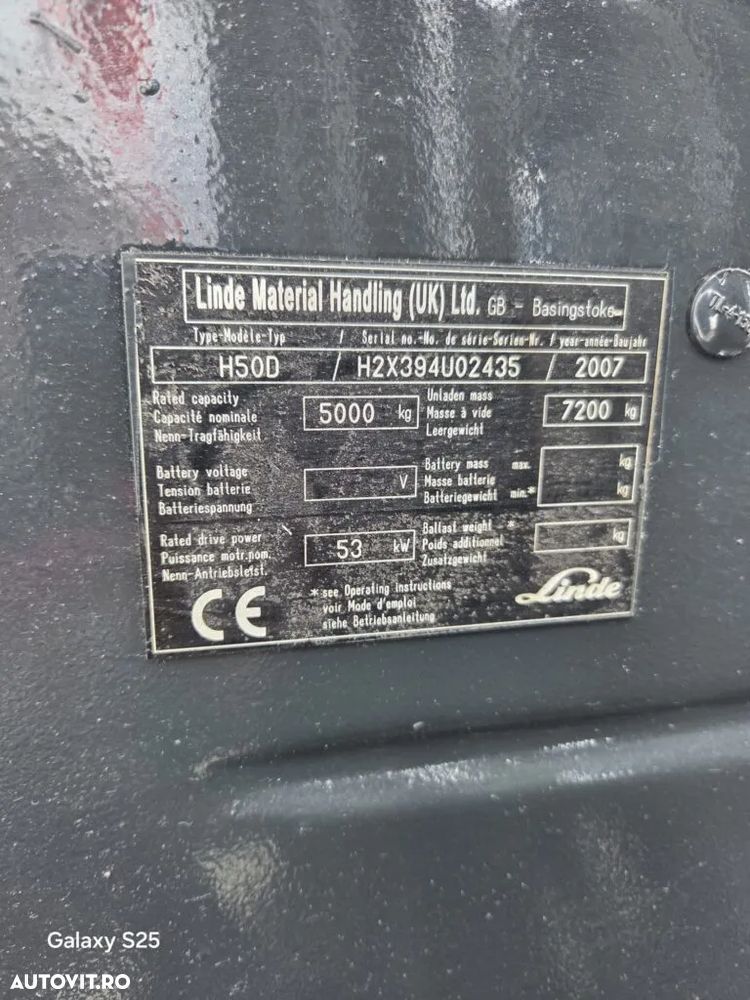 Linde Material Handling (UK) Ltd. GB - Basingstoke
Type-Modèle-Typ / Serial no.-No. de série-Serien-Nr. / year-année-Baujahr
H50D / H2X394U02435 / 2007
Rated capacity
Capacité nominale
Nenn-Tragfähigkeit
5000 kg
Unladen mass
Masse à vide
Leergewicht
7200 kg
Battery voltage
Tension batterie
Batteriespannung
V
Battery mass max.
Masse batterie
Batteriegewicht min.*
kg
kg
Rated drive power
Puissance motr.nom.
Nenn-Antriebslefst.
53 kW
Ballast weight *
Poids additionnel
Zusatzgewicht
kg
CE
* see Operating instructions
voir Mode d'emploi
siehe Betriebsanleitung
Linde
Galaxy S25
AUTOVIT.RO